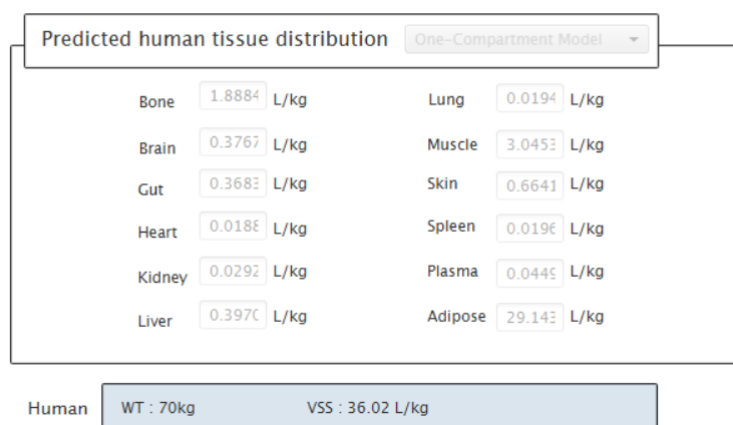 Predicted human tissue distribution One-Compartment Model
Bone 1.8884 L/kg Lung 0.0194 L/kg
Brain 0.3767 L/kg Muscle 3.0453 L/kg
Gut 0.3683 L/kg Skin 0.6641 L/kg
Heart 0.0188 L/kg Spleen 0.0196 L/kg
Kidney 0.0292 L/kg Plasma 0.0449 L/kg
Liver 0.3970 L/kg Adipose 29.143 L/kg
Human WT : 70kg VSS : 36.02 L/kg